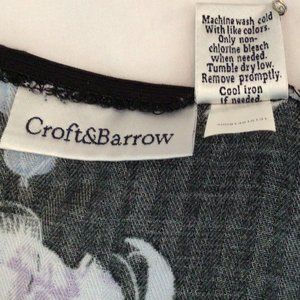 Machine wash cold
With like colors.
Only non-
chlorine bleach
when needed.
Tumble dry low.
Remove promptly.
Cool iron
if needed.
Croft&Barrow